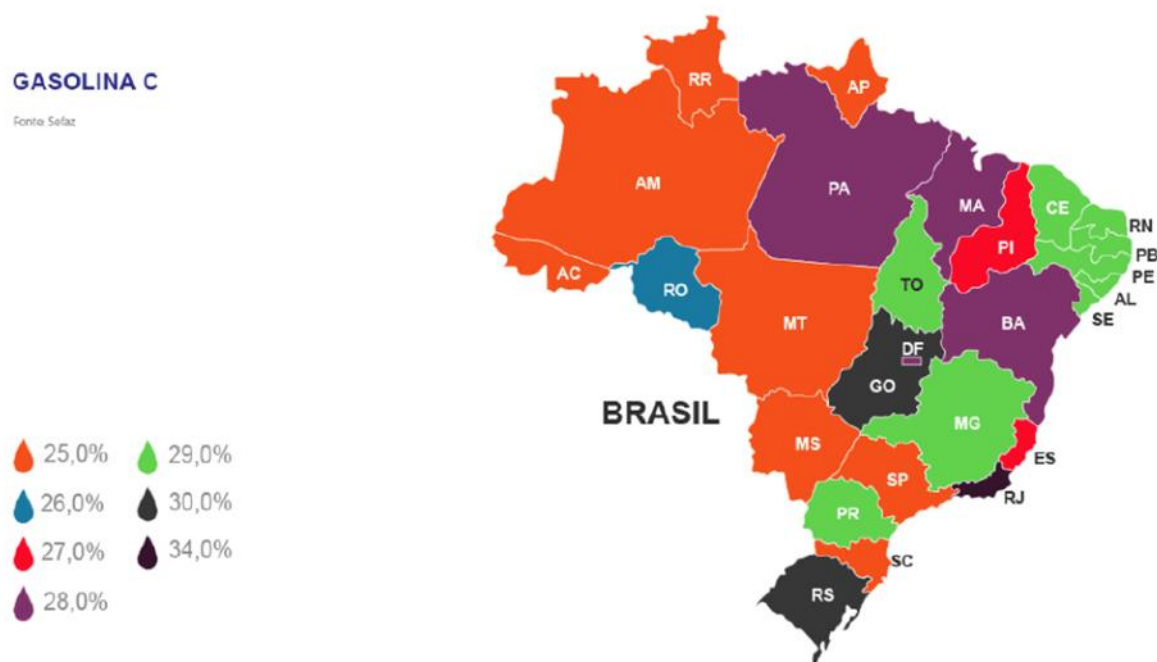 GASOLINA C
Fonte: Sefaz
RR
AP
AM
PA
MA
CE
RN
PI
PB
PE
AC
RO
TO
AL
SE
MT
BA
DF
GO
BRASIL
MG
MS
ES
SP
RJ
PR
SC
RS
25,0%
29,0%
26,0%
30,0%
27,0%
34,0%
28,0%